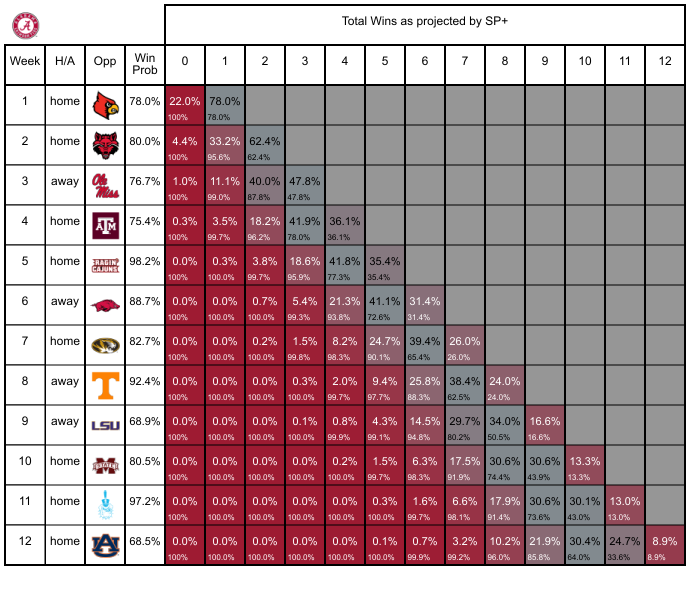 A
Total Wins as projected by SP+
Week H/A Opp Win Prob 0 1 2 3 4 5 6 7 8 9 10 11 12
1 home 78.0% 22.0% 78.0%
100% 78.0%
2 home 80.0% 4.4% 33.2% 62.4%
100% 95.6% 62.4%
3 away Ole Miss 76.7% 1.0% 11.1% 40.0% 47.8%
100% 99.0% 87.8% 47.8%
4 home ATM 75.4% 0.3% 3.5% 18.2% 41.9% 36.1%
100% 99.7% 96.2% 78.0% 36.1%
5 home RAGIN' CAJUNS 98.2% 0.0% 0.3% 3.8% 18.6% 41.8% 35.4%
100% 100.0% 99.7% 95.9% 77.3% 35.4%
6 away 88.7% 0.0% 0.0% 0.7% 5.4% 21.3% 41.1% 31.4%
100% 100.0% 100.0% 99.3% 93.8% 72.6% 31.4%
7 home 82.7% 0.0% 0.0% 0.2% 1.5% 8.2% 24.7% 39.4% 26.0%
100% 100.0% 100.0% 99.8% 98.3% 90.1% 65.4% 26.0%
8 away T 92.4% 0.0% 0.0% 0.0% 0.3% 2.0% 9.4% 25.8% 38.4% 24.0%
100% 100.0% 100.0% 100.0% 99.7% 97.7% 88.3% 62.5% 24.0%
9 away LSU 68.9% 0.0% 0.0% 0.0% 0.1% 0.8% 4.3% 14.5% 29.7% 34.0% 16.6%
100% 100.0% 100.0% 100.0% 99.9% 99.1% 94.8% 80.2% 50.5% 16.6%
10 home M STATE 80.5% 0.0% 0.0% 0.0% 0.0% 0.2% 1.5% 6.3% 17.5% 30.6% 30.6% 13.3%
100% 100.0% 100.0% 100.0% 100.0% 99.7% 98.3% 91.9% 74.4% 43.9% 13.3%
11 home 97.2% 0.0% 0.0% 0.0% 0.0% 0.0% 0.3% 1.6% 6.6% 17.9% 30.6% 30.1% 13.0%
100% 100.0% 100.0% 100.0% 100.0% 100.0% 99.7% 98.1% 91.4% 73.6% 43.0% 13.0%
12 home AU 68.5% 0.0% 0.0% 0.0% 0.0% 0.0% 0.1% 0.7% 3.2% 10.2% 21.9% 30.4% 24.7% 8.9%
100% 100.0% 100.0% 100.0% 100.0% 100.0% 99.9% 99.2% 96.0% 85.8% 64.0% 33.6% 8.9%